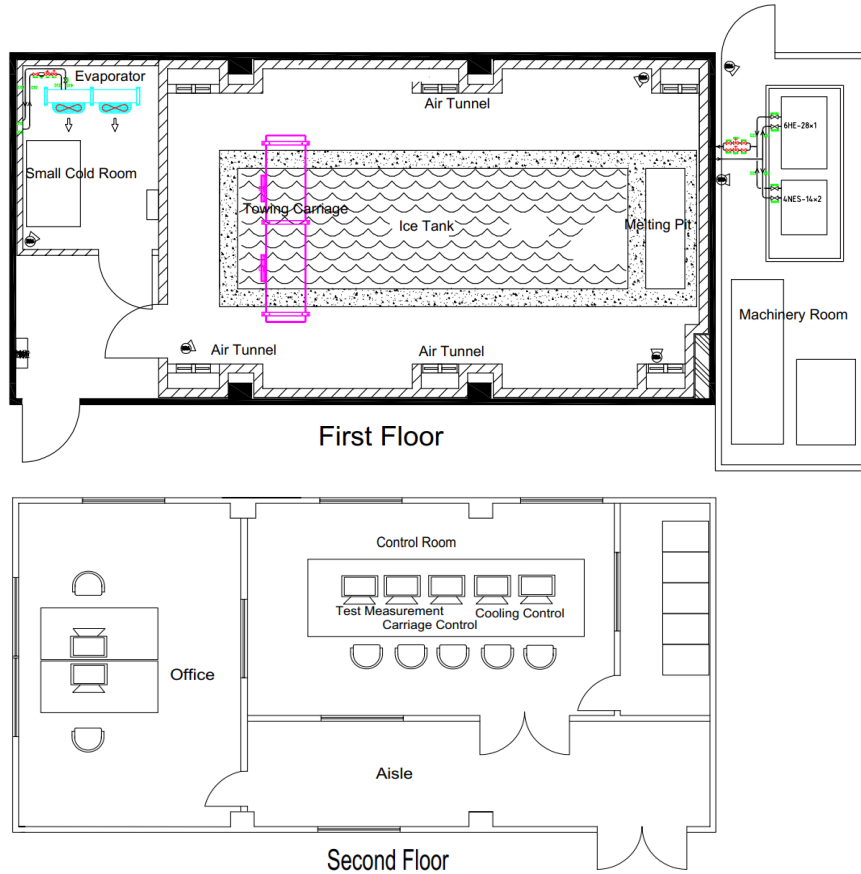 Evaporator
Air Tunnel
6HE-28×1
Small Cold Room
4NES-14×2
Towing Carriage
Ice Tank
Melting Pit
Machinery Room
Air Tunnel
Air Tunnel
First Floor
Control Room
Test Measurement
Cooling Control
Carriage Control
Office
Aisle
Second Floor